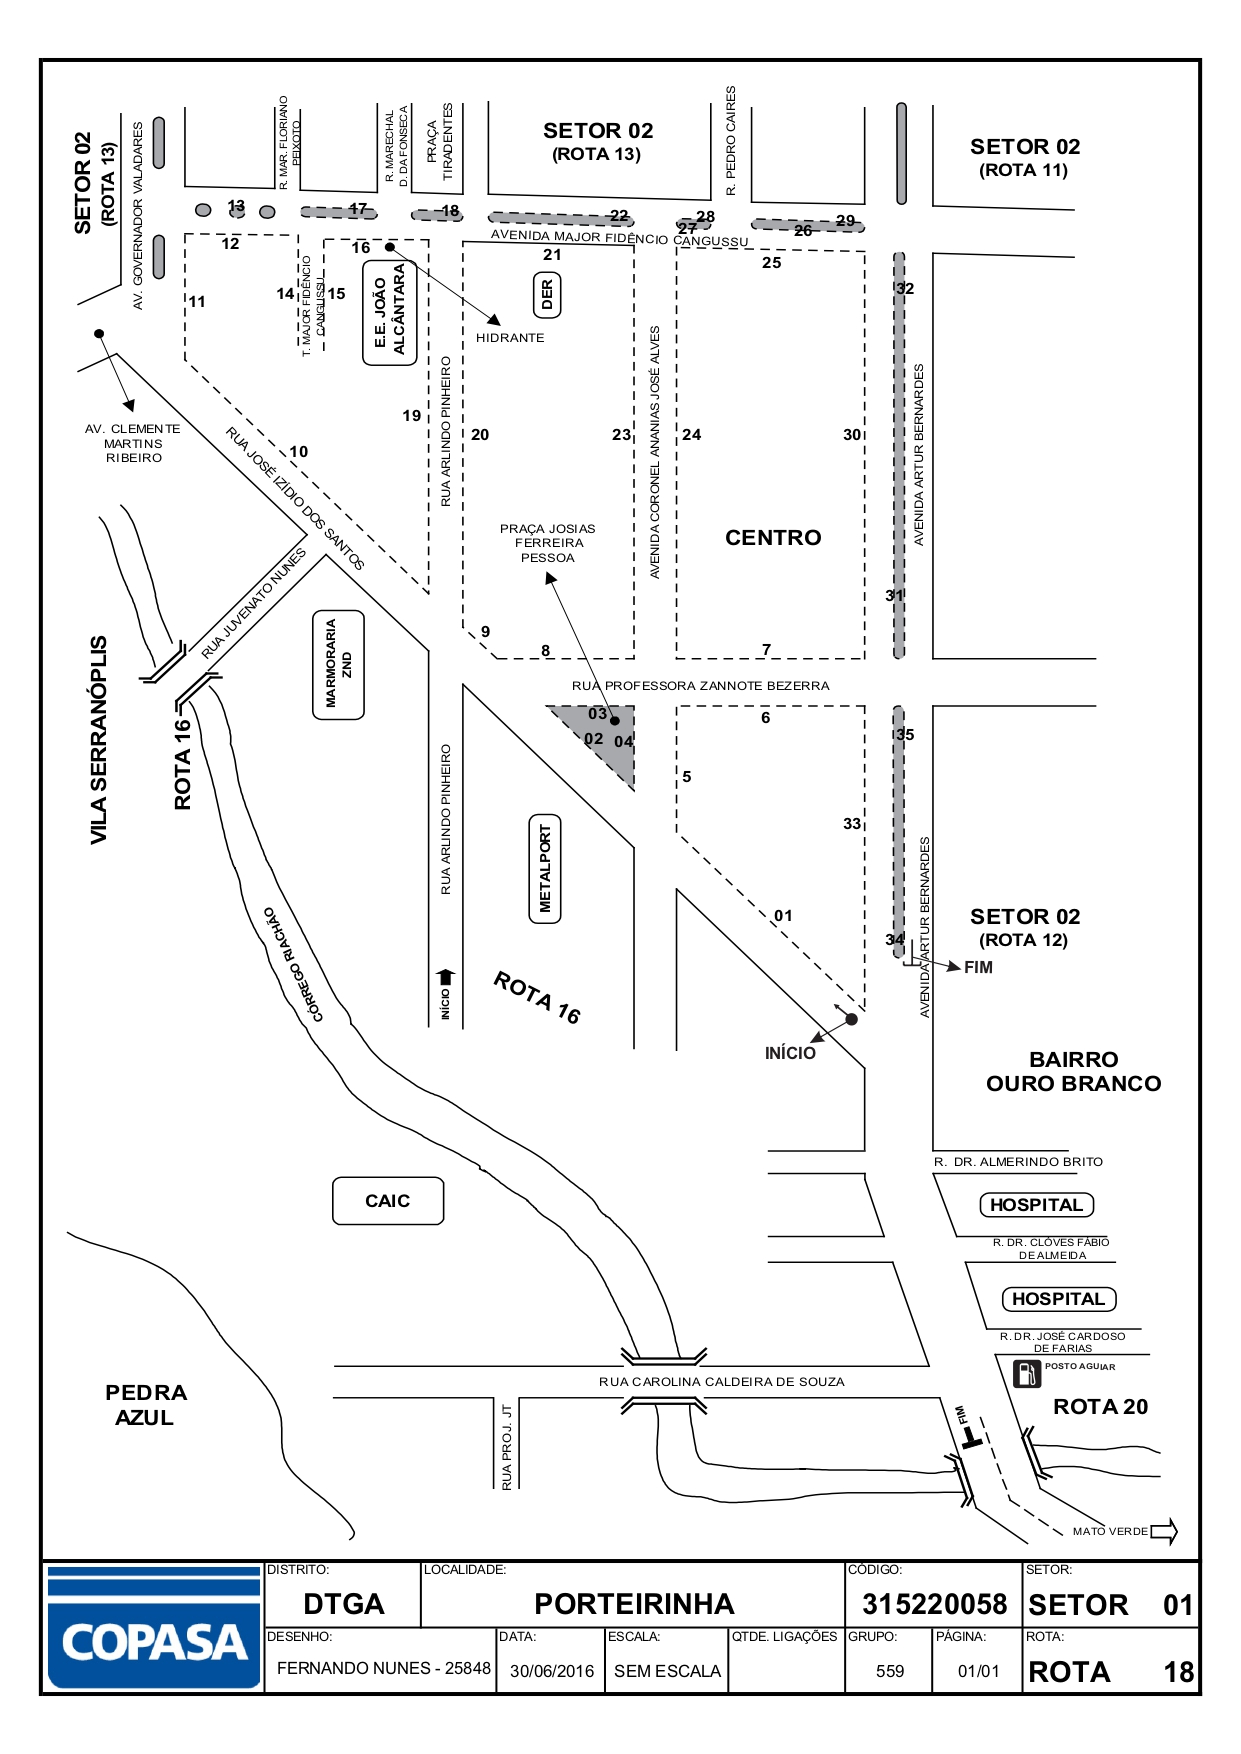 SETOR 02
(ROTA 13)
AV. GOVERNADOR VALADARES
R. MAR. FLORIANO
PEIXOTO
R. MARECHAL
D. DA FONSECA
PRAÇA
TIRADENTES
SETOR 02
(ROTA 13)
R. PEDRO CAIRES
SETOR 02
(ROTA 11)
13
17
18
22
28
27
29
26
AVENIDA MAJOR FIDÊNCIO CANGUSSU
12
16
21
25
11
14
15
T. MAJOR FIDÊNCIO
CANGUSSU
E.E. JOÃO
ALCÂNTARA
DER
32
HIDRANTE
AV. CLEMENTE
MARTINS
RIBEIRO
RUA JOSÉ IZÍDIO DOS SANTOS
10
19
RUA ARLINDO PINHEIRO
20
23
AVENIDA CORONEL ANANIAS JOSÉ ALVES
24
30
AVENIDA ARTUR BERNARDES
PRAÇA JOSIAS
FERREIRA
PESSOA
CENTRO
31
RUA JUVENATO NUNES
VILA SERRANÓPLIS
ROTA 16
MARMORARIA
ZND
9
8
7
RUA PROFESSORA ZANNOTE BEZERRA
03
02
04
6
5
35
33
RUA ARLINDO PINHEIRO
METALPORT
AVENIDA ARTUR BERNARDES
01
34
SETOR 02
(ROTA 12)
FIM
CÓRREGO RIACHÃO
INÍCIO
ROTA 16
INÍCIO
BAIRRO
OURO BRANCO
R. DR. ALMERINDO BRITO
CAIC
HOSPITAL
R. DR. CLÓVES FÁBIO
DE ALMEIDA
HOSPITAL
R. DR. JOSÉ CARDOSO
DE FARIAS
POSTO AGUIAR
RUA CAROLINA CALDEIRA DE SOUZA
PEDRA
AZUL
RUA PROJ. JT
FIM
ROTA 20
MATO VERDE
COPASA
DISTRITO:
DTGA
LOCALIDADE:
PORTEIRINHA
CÓDIGO:
315220058
SETOR:
SETOR 01
DESENHO:
FERNANDO NUNES - 25848
DATA:
30/06/2016
ESCALA:
SEM ESCALA
QTDE. LIGAÇÕES
GRUPO:
559
PÁGINA:
01/01
ROTA:
ROTA 18